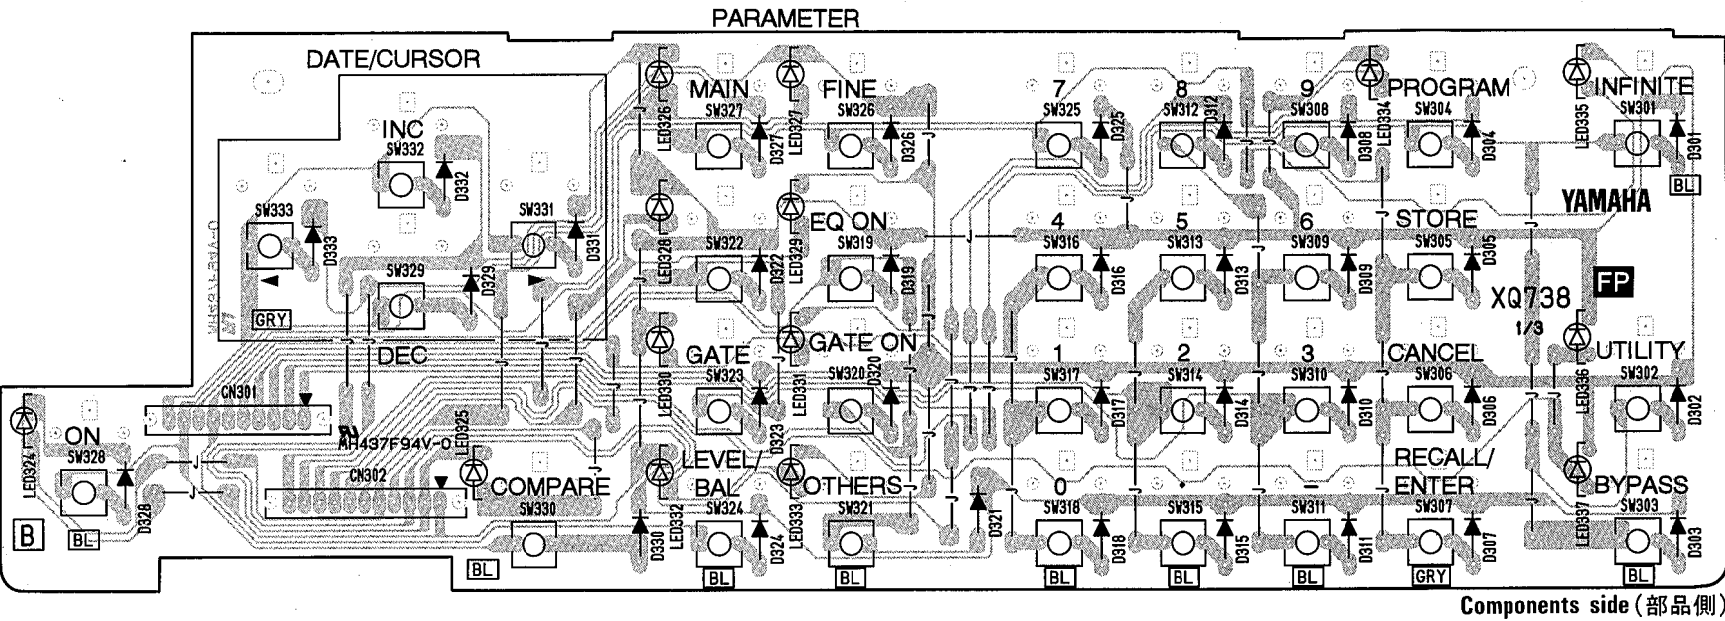 PARAMETER
DATE/CURSOR
MAIN
SW327
D327
LED326
FINE
SW326
D326
LED327
7
SW325
D325
8
SW312
D312
9
SW308
D308
LED334
PROGRAM
SW304
D304
LED335
INFINITE
SW301
D301
BL
INC
SW332
D332
SW333
D333
SW331
D331
SW329
D329
GRY
DEC
LED328
SW322
D322
LED329
EQ ON
SW319
D319
4
SW316
D316
5
SW313
D313
6
SW309
D309
STORE
SW305
D305
YAMAHA
FP
XQ738
1/3
LED330
GATE
SW323
D323
LED331
GATE ON
SW320
D320
1
SW317
D317
2
SW314
D314
3
SW310
D310
CANCEL
SW306
D306
LED336
UTILITY
SW302
D302
CN301
AH437F94V-0
CN302
LED324
ON
SW328
D328
B
BL
LED325
COMPARE
SW330
D330
BL
LED332
LEVEL/
BAL
SW324
D324
BL
LED333
OTHERS
SW321
D321
BL
0
SW318
D318
BL
.
SW315
D315
BL
-
SW311
D311
BL
RECALL/
ENTER
SW307
D307
GRY
LED337
BYPASS
SW303
D303
BL
Components side (部品側)